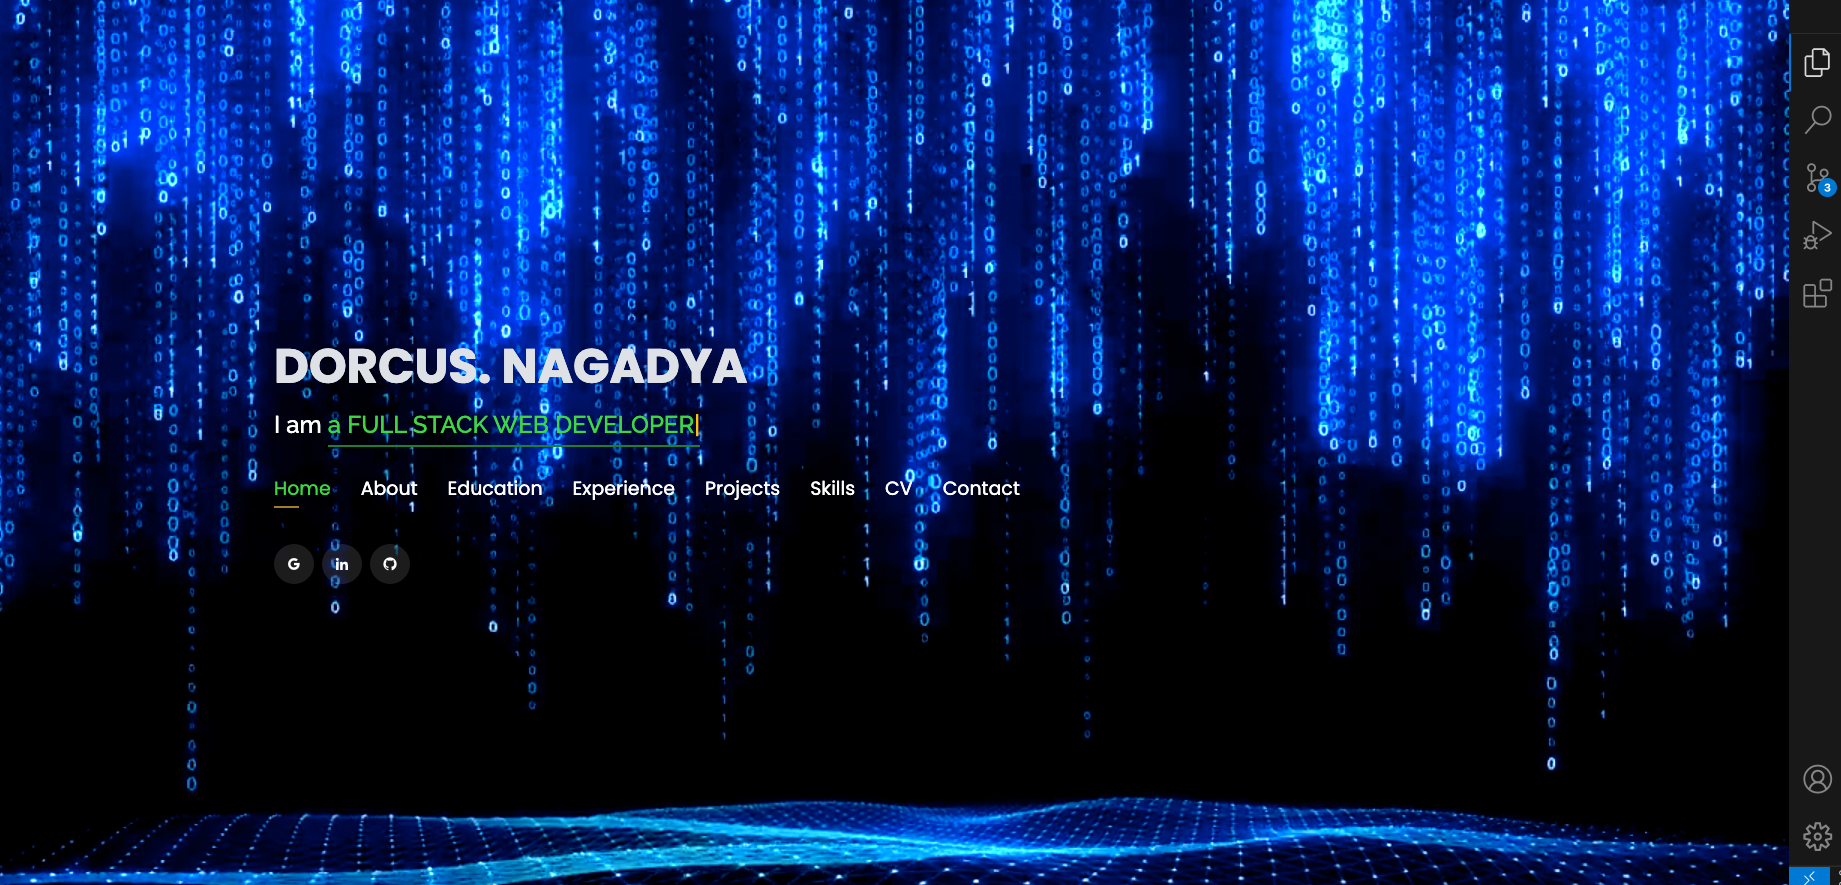 DORCUS. NAGADYA
I am a FULL STACK WEB DEVELOPER|
Home About Education Experience Projects Skills CV Contact
G in
3